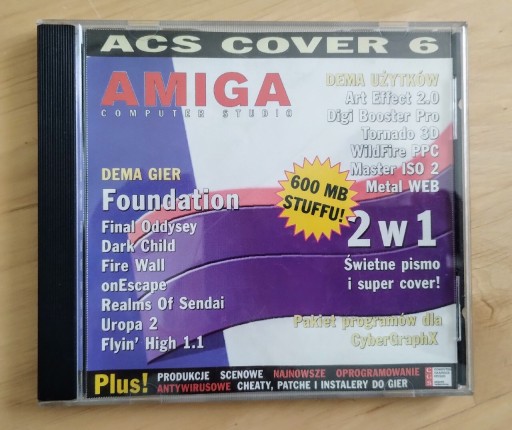 ACS COVER 6
AMIGA
COMPUTER STUDIO
DEMA UŻYTKÓW
Art Effect 2.0
Digi Booster Pro
Tornado 3D
WildFire PPC
Master ISO 2
Metal WEB
DEMA GIER
Foundation
Final Oddysey
Dark Child
Fire Wall
onEscape
Realms Of Sendai
Uropa 2
Flyin' High 1.1
600 MB
STUFFU!
2 w 1
Świetne pismo
i super cover!
Pakiet programów dla
CyberGraphX
Plus!
PRODUKCJE SCENOWE NAJNOWSZE OPROGRAMOWANIE
ANTYWIRUSOWE CHEATY, PATCHE I INSTALERY DO GIER